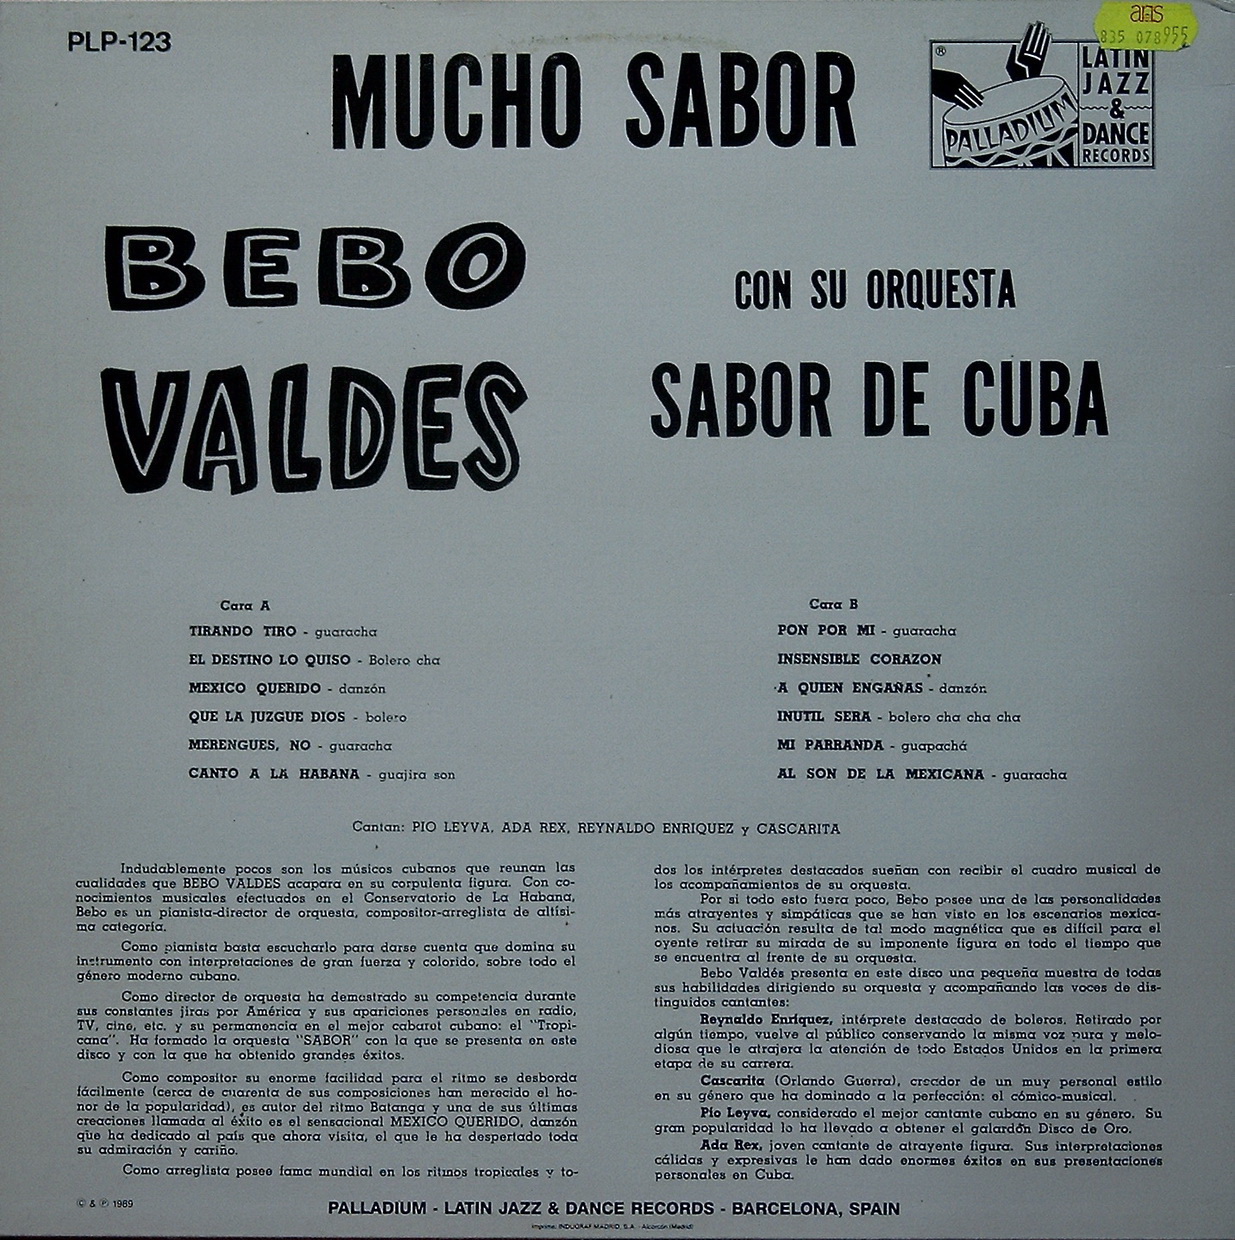 PLP-123
ans
835 078955
MUCHO SABOR
®
PALLADIUM
LATIN
JAZZ
&
DANCE
RECORDS
BEBO
VALDES
CON SU ORQUESTA
SABOR DE CUBA
Cara A
TIRANDO TIRO - guaracha
EL DESTINO LO QUISO - Bolero cha
MEXICO QUERIDO - danzón
QUE LA JUZGUE DIOS - bolero
MERENGUES, NO - guaracha
CANTO A LA HABANA - guajira son
Cara B
PON POR MI - guaracha
INSENSIBLE CORAZON
A QUIEN ENGAÑAS - danzón
INUTIL SERA - bolero cha cha cha
MI PARRANDA - guapachá
AL SON DE LA MEXICANA - guaracha
Cantan: PIO LEYVA, ADA REX, REYNALDO ENRIQUEZ y CASCARITA
Indudablemente pocos son los músicos cubanos que reunan las
cualidades que BEBO VALDES acapara en su corpulenta figura. Con co-
nocimientos musicales efectuados en el Conservatorio de La Habana,
Bebo es un pianista-director de orquesta, compositor-arreglista de altísi-
ma categoría.
Como pianista basta escucharlo para darse cuenta que domina su
instrumento con interpretaciones de gran fuerza y colorido, sobre todo el
género moderno cubano.
Como director de orquesta ha demostrado su competencia durante
sus constantes jiras por América y sus apariciones personales en radio,
TV, cine, etc. y su permanencia en el mejor cabaret cubano: el "Tropi-
cana". Ha formado la orquesta "SABOR" con la que se presenta en este
disco y con la que ha obtenido grandes éxitos.
Como compositor su enorme facilidad para el ritmo se desborda
fácilmente (cerca de cuarenta de sus composiciones han merecido el ho-
nor de la popularidad), es autor del ritmo Batanga y una de sus últimas
creaciones llamada al éxito es el sensacional MEXICO QUERIDO, danzón
que ha dedicado al país que ahora visita, el que le ha despertado toda
su admiración y cariño.
Como arreglista posee fama mundial en los ritmos tropicales y to-
dos los intérpretes destacados sueñan con recibir el cuadro musical de
los acompañamientos de su orquesta.
Por si todo esto fuera poco, Bebo posee una de las personalidades
más atrayentes y simpáticas que se han visto en los escenarios mexica-
nos. Su actuación resulta de tal modo magnética que es difícil para el
oyente retirar su mirada de su imponente figura en todo el tiempo que
se encuentra al frente de su orquesta.
Bebo Valdés presenta en este disco una pequeña muestra de todas
sus habilidades dirigiendo su orquesta y acompañando las voces de dis-
tinguidos cantantes:
Reynaldo Enríquez, intérprete destacado de boleros. Retirado por
algún tiempo, vuelve al público conservando la misma voz pura y melo-
diosa que le atrajera la atención de todo Estados Unidos en la primera
etapa de su carrera.
Cascarita (Orlando Guerra), creador de un muy personal estilo
en su género que ha dominado a la perfección: el cómico-musical.
Pío Leyva, considerado el mejor cantante cubano en su género. Su
gran popularidad lo ha llevado a obtener el galardón Disco de Oro.
Ada Rex, joven cantante de atrayente figura. Sus interpretaciones
cálidas y expresivas le han dado enormes éxitos en sus presentaciones
personales en Cuba.
© & Ⓟ 1989
PALLADIUM - LATIN JAZZ & DANCE RECORDS - BARCELONA, SPAIN
Imprime: INDUGRAF MADRID, S.A. - Alcorcón (Madrid)